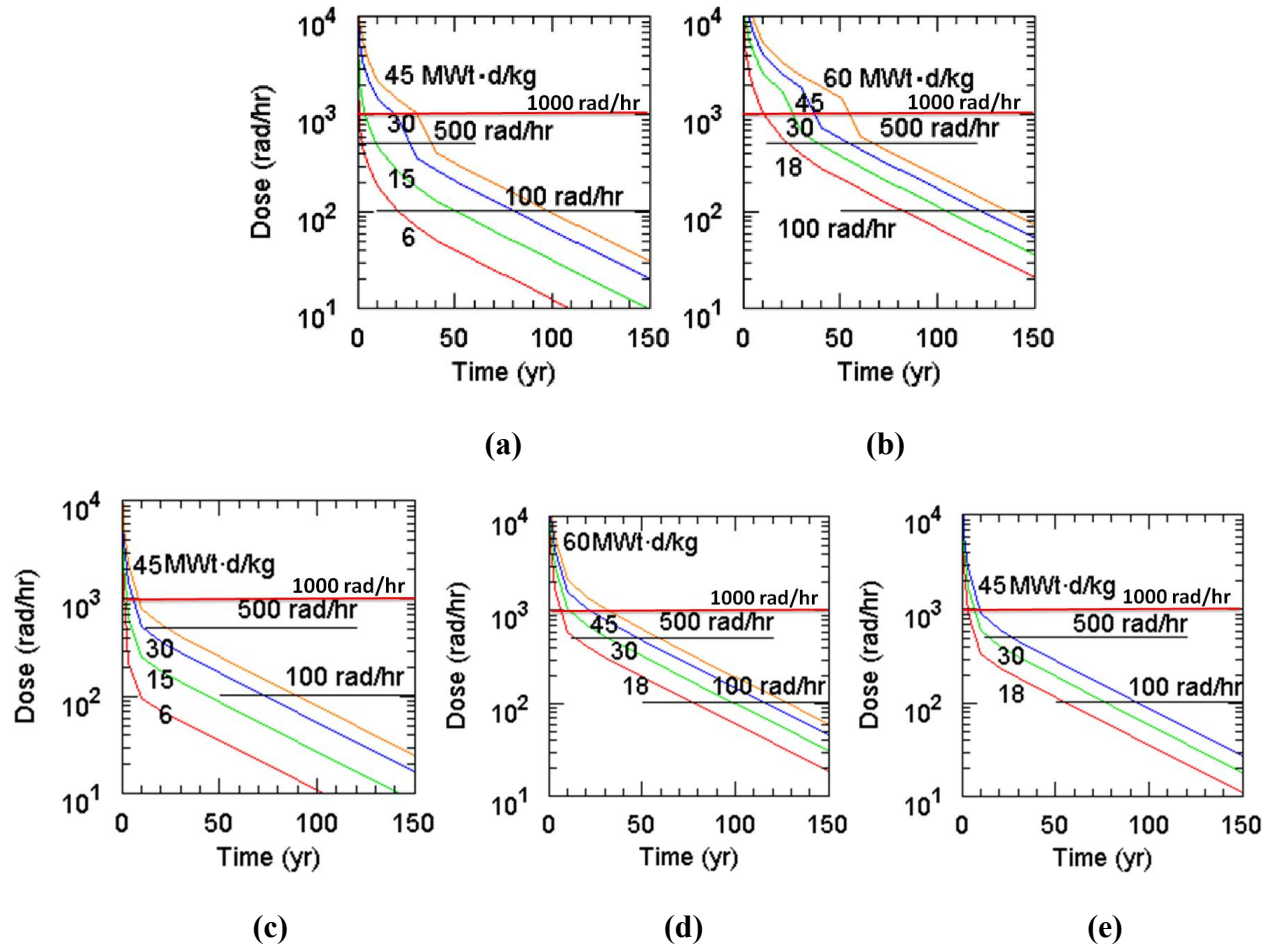 10⁴
10³
10²
10¹
Dose (rad/hr)
45 MWt·d/kg
1000 rad/hr
30
500 rad/hr
15
100 rad/hr
6
0 50 100 150
Time (yr)
(a)
10⁴
10³
10²
10¹
60 MWt·d/kg
45
1000 rad/hr
30
500 rad/hr
18
100 rad/hr
0 50 100 150
Time (yr)
(b)
10⁴
10³
10²
10¹
Dose (rad/hr)
45MWt·d/kg
1000 rad/hr
500 rad/hr
30
15
100 rad/hr
6
0 50 100 150
Time (yr)
(c)
10⁴
10³
10²
10¹
Dose (rad/hr)
60MWt·d/kg
1000 rad/hr
45
500 rad/hr
30
18
100 rad/hr
0 50 100 150
Time (yr)
(d)
10⁴
10³
10²
10¹
Dose (rad/hr)
45MWt·d/kg
1000 rad/hr
500 rad/hr
30
18
100 rad/hr
0 50 100 150
Time (yr)
(e)